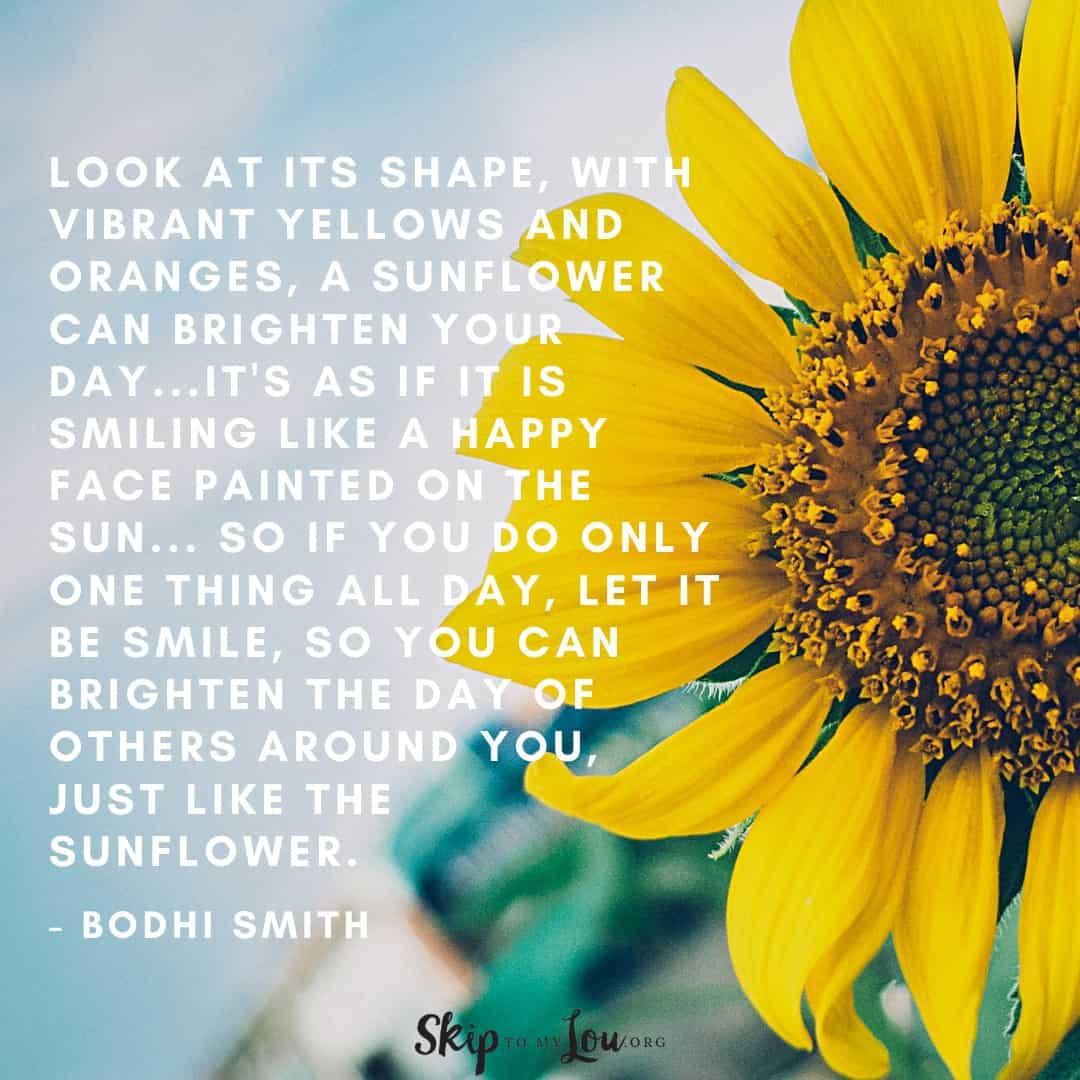 LOOK AT ITS SHAPE, WITH
VIBRANT YELLOWS AND
ORANGES, A SUNFLOWER
CAN BRIGHTEN YOUR
DAY...IT'S AS IF IT IS
SMILING LIKE A HAPPY
FACE PAINTED ON THE
SUN... SO IF YOU DO ONLY
ONE THING ALL DAY, LET IT
BE SMILE, SO YOU CAN
BRIGHTEN THE DAY OF
OTHERS AROUND YOU,
JUST LIKE THE
SUNFLOWER.
- BODHI SMITH
Skip TO MY Lou.ORG